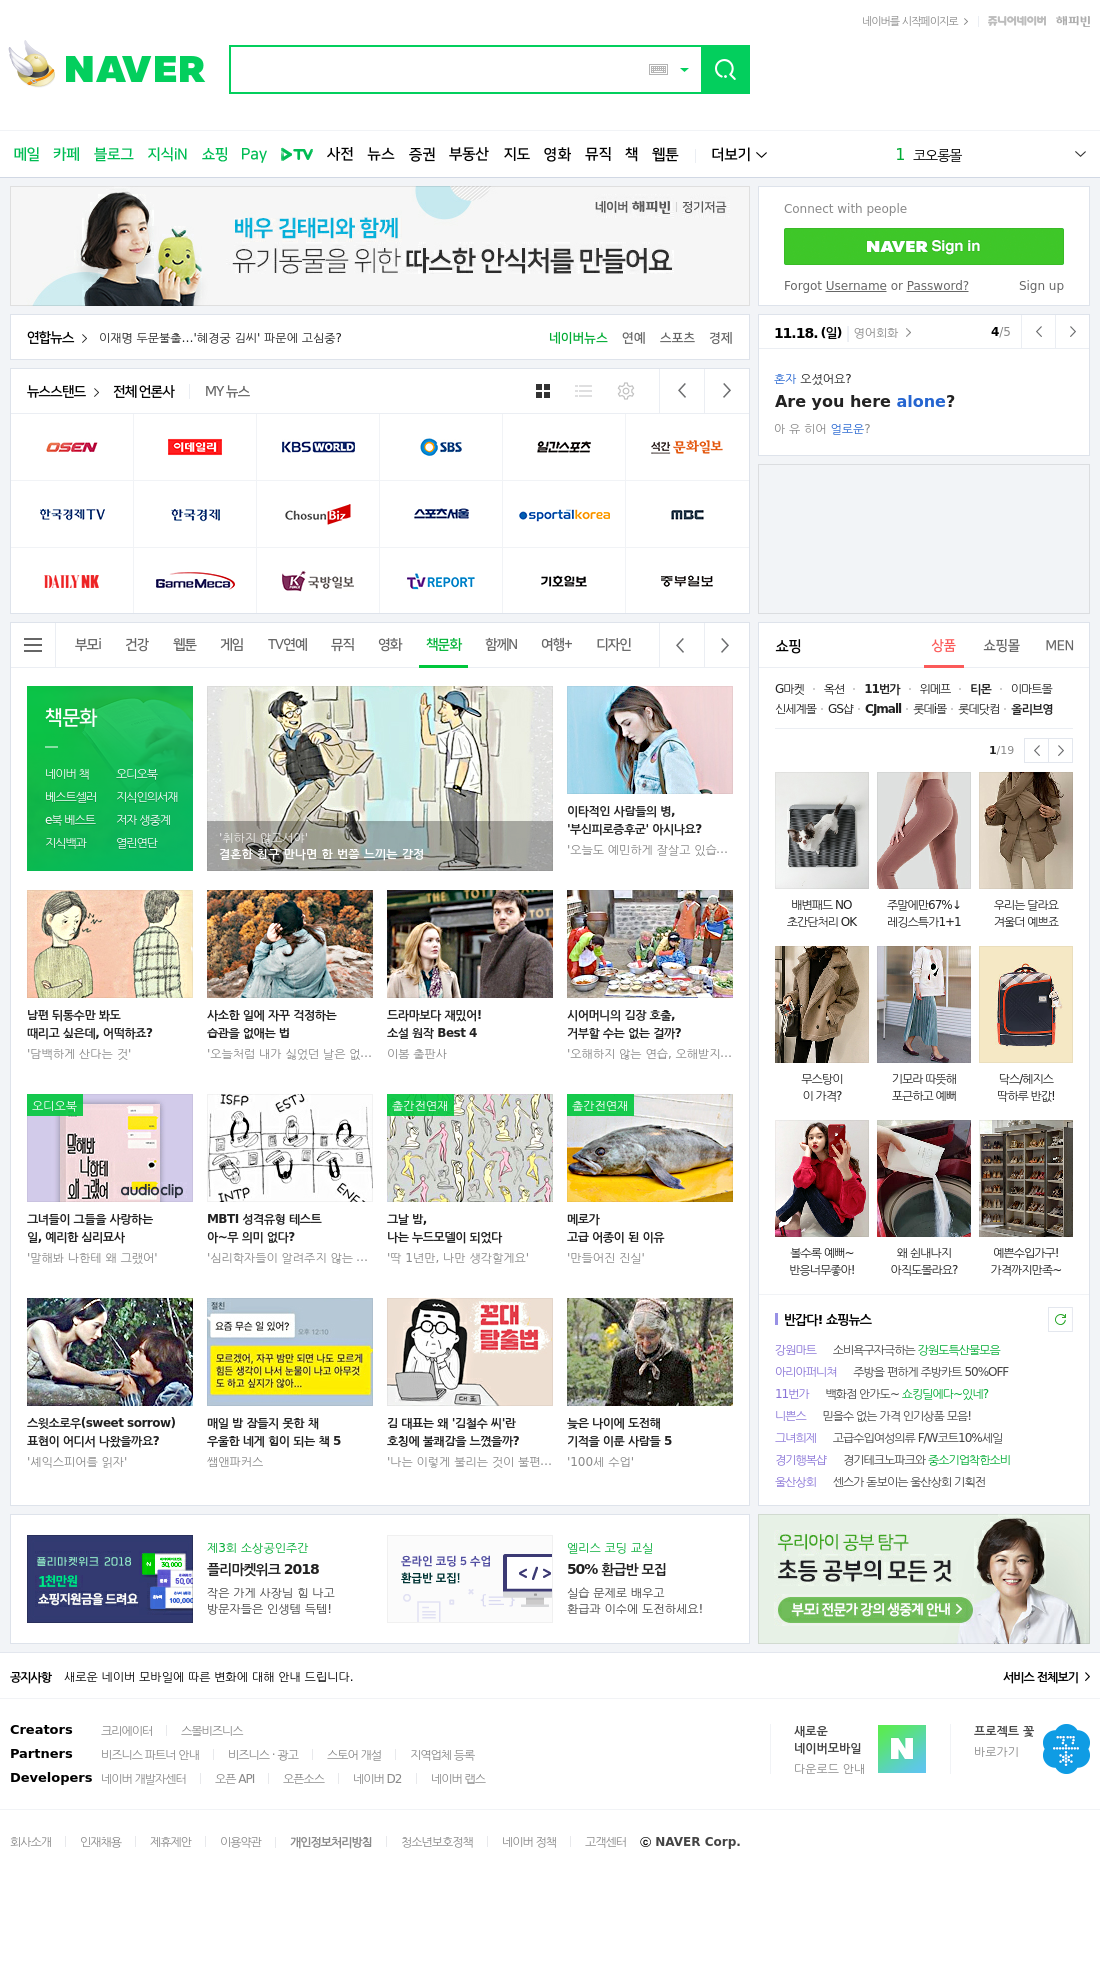 네이버를 시작페이지로
쥬니어네이버 해피빈
NAVER
메일 카페 블로그 지식iN 쇼핑 Pay TV 사전 뉴스 증권 부동산 지도 영화 뮤직 책 웹툰 더보기
1 코오롱몰
네이버 해피빈 정기저금
배우 김태리와 함께
유기동물을 위한 따스한 안식처를 만들어요
Connect with people
NAVER Sign in
Forgot Username or Password? Sign up
연합뉴스 이재명 두문불출…'혜경궁 김씨' 파문에 고심중?
네이버뉴스 연예 스포츠 경제
11.18.(일) 영어회화 4/5
혼자 오셨어요?
Are you here alone?
아 유 히어 얼로운?
뉴스스탠드 전체 언론사 MY 뉴스
OSEN 이데일리 KBS WORLD SBS 일간스포츠 석간 문화일보
한국경제TV 한국경제 ChosunBiz 스포츠서울 sportalkorea MBC
DAILY NK GameMeca K 국방일보 TV REPORT 기호일보 중부일보
부모i 건강 웹툰 게임 TV연예 뮤직 영화 책문화 함께N 여행+ 디자인
책문화
네이버 책 오디오북
베스트셀러 지식인의서재
e북 베스트 저자 생중계
지식백과 열린연단
'취하지 않고서야'
결혼한 친구 만나면 한 번쯤 느끼는 감정
이타적인 사람들의 병,
'부신피로증후군' 아시나요?
'오늘도 예민하게 잘살고 있습…
남편 뒤통수만 봐도
때리고 싶은데, 어떡하죠?
'담백하게 산다는 것'
사소한 일에 자꾸 걱정하는
습관을 없애는 법
'오늘처럼 내가 싫었던 날은 없…
드라마보다 재밌어!
소설 원작 Best 4
이봄 출판사
시어머니의 김장 호출,
거부할 수는 없는 걸까?
'오해하지 않는 연습, 오해받지…
오디오북
말해봐
나한테
왜 그랬어
audioclip
그녀들이 그들을 사랑하는
일, 예리한 심리묘사
'말해봐 나한테 왜 그랬어'
ISFP ESTJ
INTP
MBTI 성격유형 테스트
아~무 의미 없다?
'심리학자들이 알려주지 않는 …
출간전연재
그날 밤,
나는 누드모델이 되었다
'딱 1년만, 나만 생각할게요'
출간전연재
메로가
고급 어종이 된 이유
'만들어진 진실'
스윗소로우(sweet sorrow)
표현이 어디서 나왔을까요?
'셰익스피어를 읽자'
절친
요즘 무슨 일 있어?
오후 12:10
모르겠어, 자꾸 밤만 되면 나도 모르게
힘든 생각이 나서 눈물이 나고 아무것
도 하고 싶지가 않아...
매일 밤 잠들지 못한 채
우울한 네게 힘이 되는 책 5
쌤앤파커스
꼰대
탈출법
대표
김 대표는 왜 '김철수 씨'란
호칭에 불쾌감을 느꼈을까?
'나는 이렇게 불리는 것이 불편…
늦은 나이에 도전해
기적을 이룬 사람들 5
'100세 수업'
쇼핑 상품 쇼핑몰 MEN
G마켓 · 옥션 · 11번가 · 위메프 · 티몬 · 이마트몰
신세계몰 · GS샵 · CJmall · 롯데i몰 · 롯데닷컴 · 올리브영
1/19
배변패드 NO
초간단처리 OK
주말에만67%↓
레깅스특가1+1
우리는 달라요
겨울더 예쁘죠
무스탕이
이 가격?
기모라 따뜻해
포근하고 예뻐
닥스/헤지스
딱하루 반값!
볼수록 예뻐~
반응너무좋아!
왜 쉰내나지
아직도몰라요?
예쁜수입가구!
가격까지만족~
반갑다! 쇼핑뉴스
강원마트 소비욕구자극하는 강원도특산물모음
아리아퍼니쳐 주방을 편하게 주방카트 50%OFF
11번가 백화점 안가도~ 쇼킹딜에다~있네?
니쁜스 믿을수 없는 가격 인기상품 모음!
그녀희제 고급수입여성의류 F/W코트10%세일
경기행복샵 경기테크노파크와 중소기업착한소비
울산상회 센스가 돋보이는 울산상회 기획전
플리마켓위크 2018
1천만원
쇼핑지원금을 드려요
30,000
50,00
100,000
제3회 소상공인주간
플리마켓위크 2018
작은 가게 사장님 힘 나고
방문자들은 인생템 득템!
온라인 코딩 5 수업
환급반 모집!
</>
엘리스 코딩 교실
50% 환급반 모집
실습 문제로 배우고
환급과 이수에 도전하세요!
우리아이 공부 탐구
초등 공부의 모든 것
부모i 전문가 강의 생중계 안내
공지사항 새로운 네이버 모바일에 따른 변화에 대해 안내 드립니다.
서비스 전체보기
Creators 크리에이터 스몰비즈니스
Partners 비즈니스 파트너 안내 비즈니스 · 광고 스토어 개설 지역업체 등록
Developers 네이버 개발자센터 오픈 API 오픈소스 네이버 D2 네이버 랩스
새로운
네이버모바일
다운로드 안내
N
프로젝트 꽃
바로가기
회사소개 인재채용 제휴제안 이용약관 개인정보처리방침 청소년보호정책 네이버 정책 고객센터 ⓒ NAVER Corp.